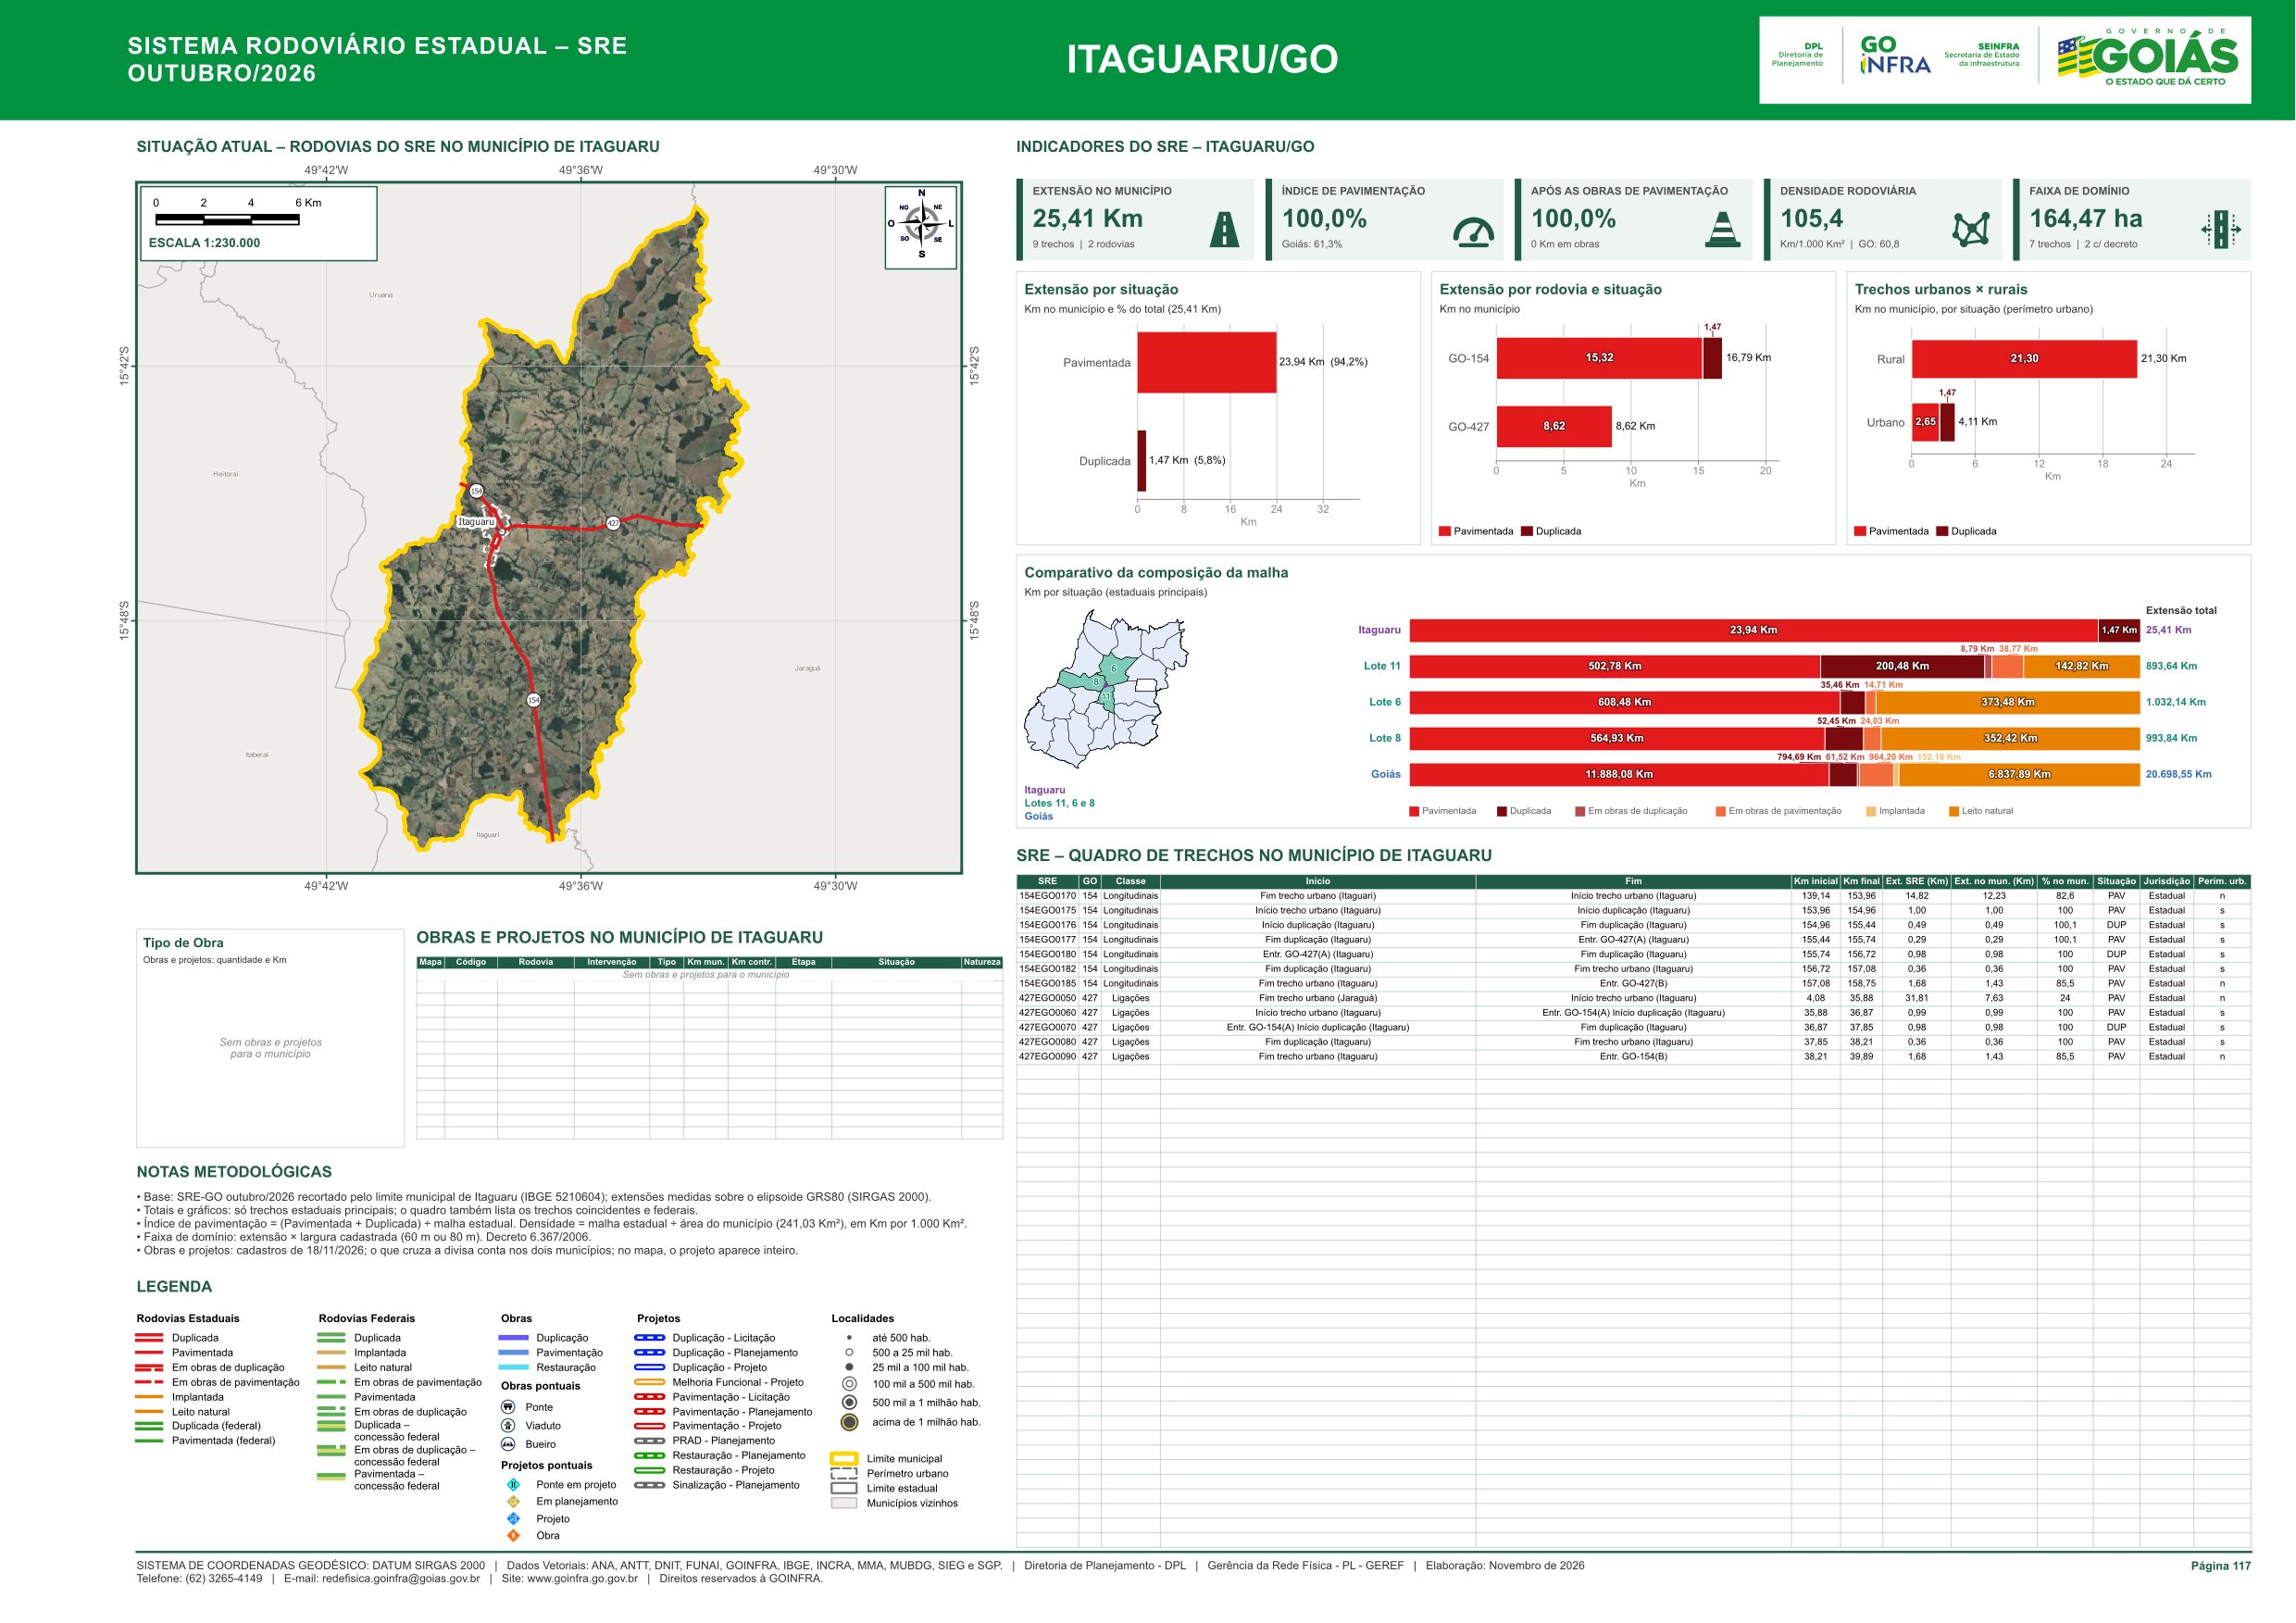 SISTEMA RODOVIÁRIO ESTADUAL – SRE
OUTUBRO/2026
ITAGUARU/GO
DPL
Diretoria de
Planejamento
GO
iNFRA
SEINFRA
Secretaria de Estado
da Infraestrutura
GOVERNO DE
GOIÁS
O ESTADO QUE DÁ CERTO
SITUAÇÃO ATUAL – RODOVIAS DO SRE NO MUNICÍPIO DE ITAGUARU
49°42'W 49°36'W 49°30'W
0 2 4 6 Km
ESCALA 1:230.000
N
NO NE
O L
SO SE
S
Uruana
15°42'S 15°42'S
Heitoraí
154
Itaguaru
427
15°48'S 15°48'S
Jaraguá
154
Itaberaí
Itaguari
49°42'W 49°36'W 49°30'W
INDICADORES DO SRE – ITAGUARU/GO
EXTENSÃO NO MUNICÍPIO
25,41 Km
9 trechos | 2 rodovias
ÍNDICE DE PAVIMENTAÇÃO
100,0%
Goiás: 61,3%
APÓS AS OBRAS DE PAVIMENTAÇÃO
100,0%
0 Km em obras
DENSIDADE RODOVIÁRIA
105,4
Km/1.000 Km² | GO: 60,8
FAIXA DE DOMÍNIO
164,47 ha
7 trechos | 2 c/ decreto
Extensão por situação
Km no município e % do total (25,41 Km)
Pavimentada 23,94 Km (94,2%)
Duplicada 1,47 Km (5,8%)
0 8 16 24 32
Km
Extensão por rodovia e situação
Km no município
1,47
GO-154 15,32 16,79 Km
GO-427 8,62 8,62 Km
0 5 10 15 20
Km
Pavimentada Duplicada
Trechos urbanos × rurais
Km no município, por situação (perímetro urbano)
Rural 21,30 21,30 Km
1,47
Urbano 2,65 4,11 Km
0 6 12 18 24
Km
Pavimentada Duplicada
Comparativo da composição da malha
Km por situação (estaduais principais)
6
8
11
Itaguaru
Lotes 11, 6 e 8
Goiás
Extensão total
Itaguaru 23,94 Km 1,47 Km 25,41 Km
8,79 Km 38,77 Km
Lote 11 502,78 Km 200,48 Km 142,82 Km 893,64 Km
35,46 Km 14,71 Km
Lote 6 608,48 Km 373,48 Km 1.032,14 Km
52,45 Km 24,03 Km
Lote 8 564,93 Km 352,42 Km 993,84 Km
794,69 Km 61,52 Km 964,20 Km 152,18 Km
Goiás 11.888,08 Km 6.837,89 Km 20.698,55 Km
Pavimentada Duplicada Em obras de duplicação Em obras de pavimentação Implantada Leito natural
SRE – QUADRO DE TRECHOS NO MUNICÍPIO DE ITAGUARU
SRE GO Classe Início Fim Km inicial Km final Ext. SRE (Km) Ext. no mun. (Km) % no mun. Situação Jurisdição Perím. urb.
154EGO0170 154 Longitudinais Fim trecho urbano (Itaguari) Início trecho urbano (Itaguaru) 139,14 153,96 14,82 12,23 82,6 PAV Estadual n
154EGO0175 154 Longitudinais Início trecho urbano (Itaguaru) Início duplicação (Itaguaru) 153,96 154,96 1,00 1,00 100 PAV Estadual s
154EGO0176 154 Longitudinais Início duplicação (Itaguaru) Fim duplicação (Itaguaru) 154,96 155,44 0,49 0,49 100,1 DUP Estadual s
154EGO0177 154 Longitudinais Fim duplicação (Itaguaru) Entr. GO-427(A) (Itaguaru) 155,44 155,74 0,29 0,29 100,1 PAV Estadual s
154EGO0180 154 Longitudinais Entr. GO-427(A) (Itaguaru) Fim duplicação (Itaguaru) 155,74 156,72 0,98 0,98 100 DUP Estadual s
154EGO0182 154 Longitudinais Fim duplicação (Itaguaru) Fim trecho urbano (Itaguaru) 156,72 157,08 0,36 0,36 100 PAV Estadual s
154EGO0185 154 Longitudinais Fim trecho urbano (Itaguaru) Entr. GO-427(B) 157,08 158,75 1,68 1,43 85,5 PAV Estadual n
427EGO0050 427 Ligações Fim trecho urbano (Jaraguá) Início trecho urbano (Itaguaru) 4,08 35,88 31,81 7,63 24 PAV Estadual n
427EGO0060 427 Ligações Início trecho urbano (Itaguaru) Entr. GO-154(A) Início duplicação (Itaguaru) 35,88 36,87 0,99 0,99 100 PAV Estadual s
427EGO0070 427 Ligações Entr. GO-154(A) Início duplicação (Itaguaru) Fim duplicação (Itaguaru) 36,87 37,85 0,98 0,98 100 DUP Estadual s
427EGO0080 427 Ligações Fim duplicação (Itaguaru) Fim trecho urbano (Itaguaru) 37,85 38,21 0,36 0,36 100 PAV Estadual s
427EGO0090 427 Ligações Fim trecho urbano (Itaguaru) Entr. GO-154(B) 38,21 39,89 1,68 1,43 85,5 PAV Estadual n
Tipo de Obra
Obras e projetos: quantidade e Km
Sem obras e projetos
para o município
OBRAS E PROJETOS NO MUNICÍPIO DE ITAGUARU
Mapa Código Rodovia Intervenção Tipo Km mun. Km contr. Etapa Situação Natureza
Sem obras e projetos para o município
NOTAS METODOLÓGICAS
• Base: SRE-GO outubro/2026 recortado pelo limite municipal de Itaguaru (IBGE 5210604); extensões medidas sobre o elipsoide GRS80 (SIRGAS 2000).
• Totais e gráficos: só trechos estaduais principais; o quadro também lista os trechos coincidentes e federais.
• Índice de pavimentação = (Pavimentada + Duplicada) ÷ malha estadual. Densidade = malha estadual ÷ área do município (241,03 Km²), em Km por 1.000 Km².
• Faixa de domínio: extensão × largura cadastrada (60 m ou 80 m). Decreto 6.367/2006.
• Obras e projetos: cadastros de 18/11/2026; o que cruza a divisa conta nos dois municípios; no mapa, o projeto aparece inteiro.
LEGENDA
Rodovias Estaduais
Duplicada
Pavimentada
Em obras de duplicação
Em obras de pavimentação
Implantada
Leito natural
Duplicada (federal)
Pavimentada (federal)
Rodovias Federais
Duplicada
Implantada
Leito natural
Em obras de pavimentação
Pavimentada
Em obras de duplicação
Duplicada –
concessão federal
Em obras de duplicação –
concessão federal
Pavimentada –
concessão federal
Obras
Duplicação
Pavimentação
Restauração
Obras pontuais
Ponte
Viaduto
Bueiro
Projetos pontuais
Ponte em projeto
Em planejamento
Projeto
Obra
Projetos
Duplicação - Licitação
Duplicação - Planejamento
Duplicação - Projeto
Melhoria Funcional - Projeto
Pavimentação - Licitação
Pavimentação - Planejamento
Pavimentação - Projeto
PRAD - Planejamento
Restauração - Planejamento
Restauração - Projeto
Sinalização - Planejamento
Localidades
até 500 hab.
500 a 25 mil hab.
25 mil a 100 mil hab.
100 mil a 500 mil hab.
500 mil a 1 milhão hab.
acima de 1 milhão hab.
Limite municipal
Perímetro urbano
Limite estadual
Municípios vizinhos
SISTEMA DE COORDENADAS GEODÉSICO: DATUM SIRGAS 2000 | Dados Vetoriais: ANA, ANTT, DNIT, FUNAI, GOINFRA, IBGE, INCRA, MMA, MUBDG, SIEG e SGP. | Diretoria de Planejamento - DPL | Gerência da Rede Física - PL - GEREF | Elaboração: Novembro de 2026
Página 117
Telefone: (62) 3265-4149 | E-mail: redefisica.goinfra@goias.gov.br | Site: www.goinfra.go.gov.br | Direitos reservados à GOINFRA.